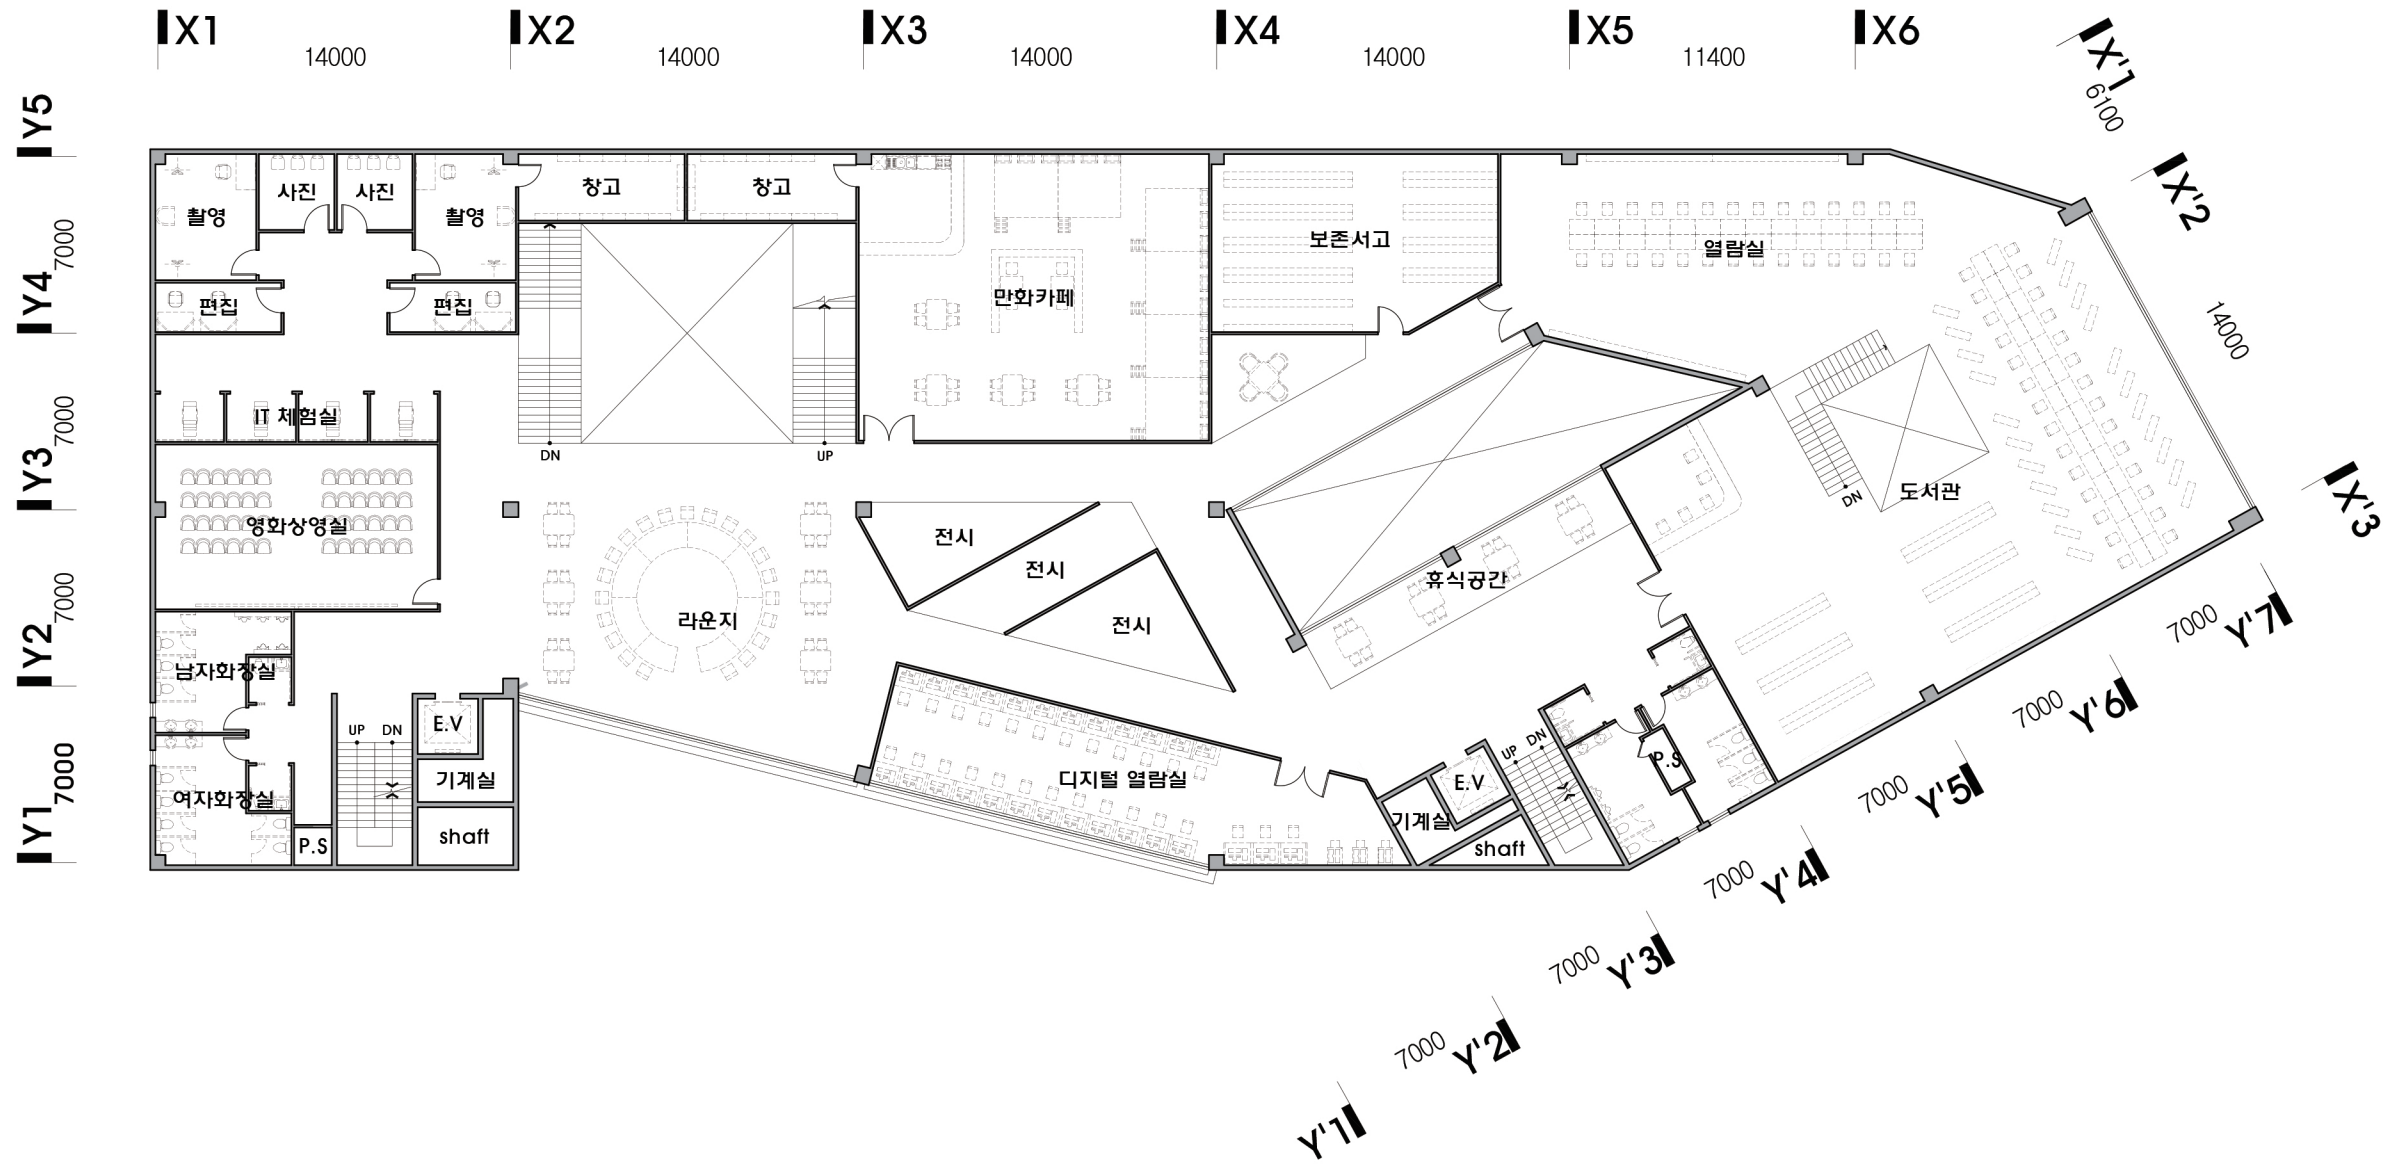 X1
14000
X2
14000
X3
14000
X4
14000
X5
11400
X6
X'1
6100
X'2
14000
X'3
Y5
7000
Y4
7000
Y3
7000
Y2
7000
Y1
촬영
사진
사진
촬영
창고
창고
편집
편집
만화카페
보존서고
열람실
IT 체험실
DN
UP
영화상영실
전시
전시
전시
라운지
휴식공간
도서관
DN
남자화장실
여자화장실
P.S
UP
DN
E.V
기계실
shaft
디지털 열람실
E.V
UP
DN
기계실
shaft
P.S
Y'7
7000
Y'6
7000
Y'5
7000
Y'4
7000
Y'3
7000
Y'2
7000
Y'1